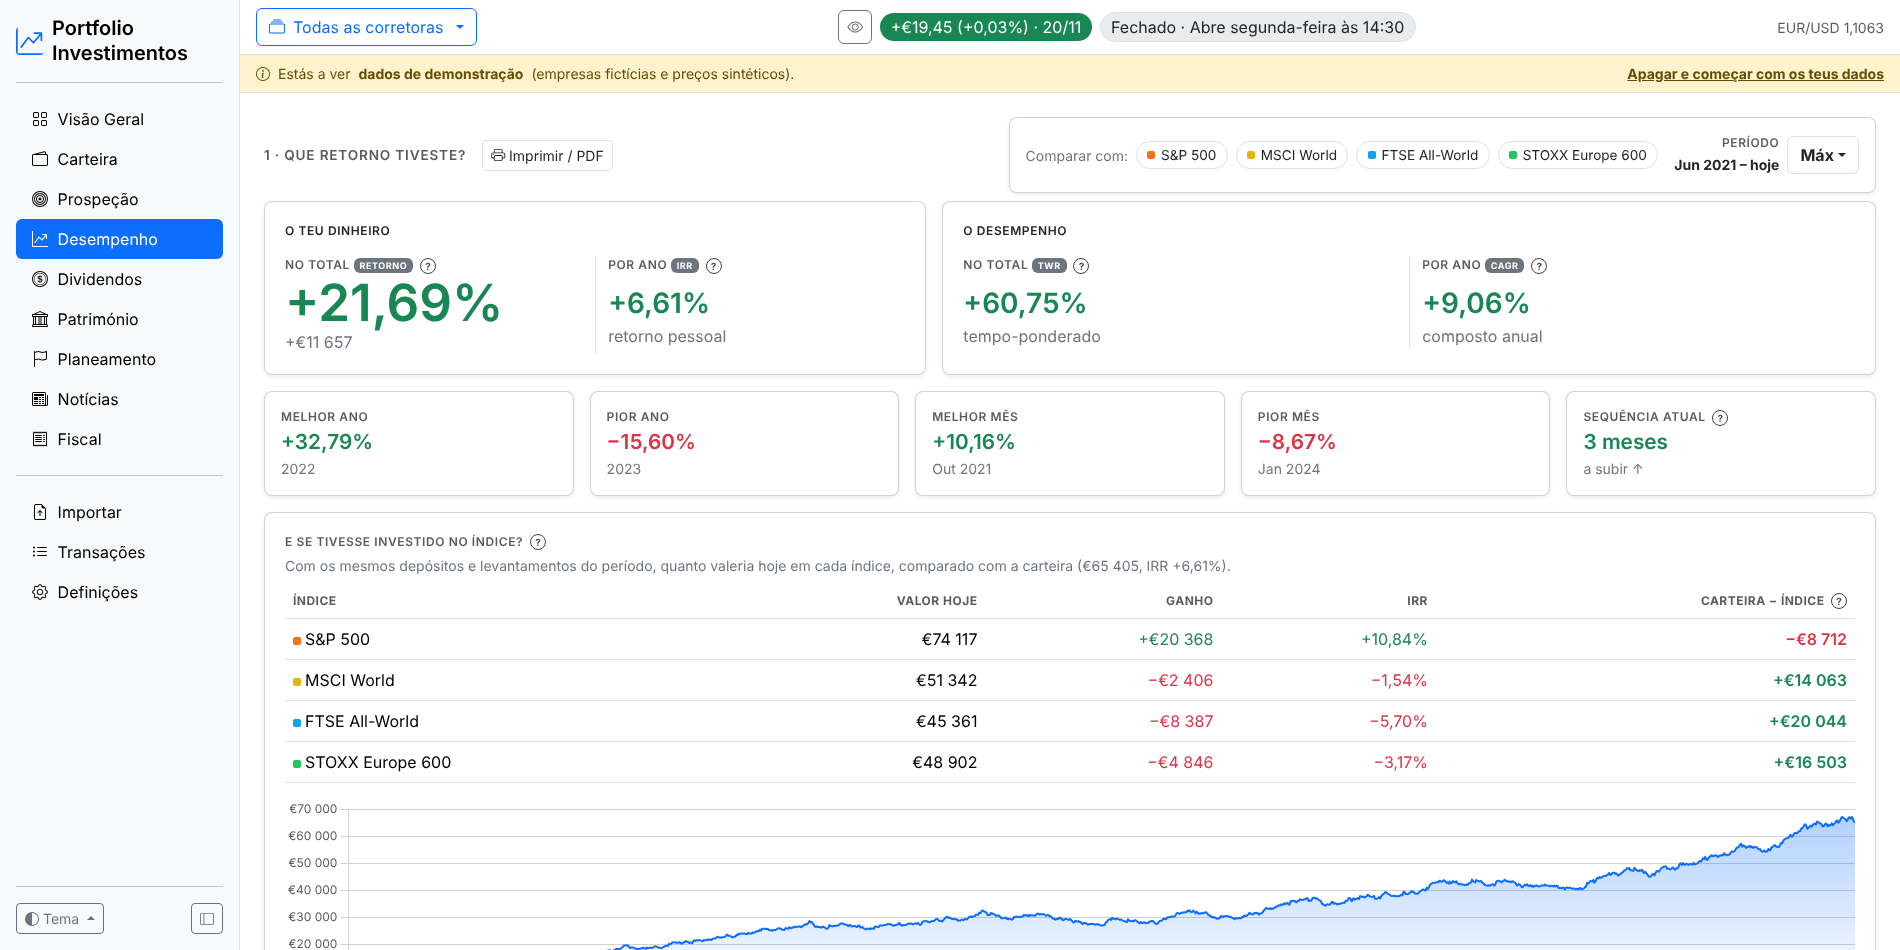 Portfolio
Investimentos
Visão Geral
Carteira
Prospeção
Desempenho
Dividendos
Património
Planeamento
Notícias
Fiscal
Importar
Transações
Definições
Tema
Todas as corretoras
+€19,45 (+0,03%) · 20/11
Fechado · Abre segunda-feira às 14:30
EUR/USD 1,1063
Estás a ver dados de demonstração (empresas fictícias e preços sintéticos).
Apagar e começar com os teus dados
1 · QUE RETORNO TIVESTE?
Imprimir / PDF
Comparar com:
S&P 500
MSCI World
FTSE All-World
STOXX Europe 600
PERÍODO
Jun 2021 – hoje
Máx
O TEU DINHEIRO
NO TOTAL RETORNO ?
+21,69%
+€11 657
POR ANO IRR ?
+6,61%
retorno pessoal
O DESEMPENHO
NO TOTAL TWR ?
+60,75%
tempo-ponderado
POR ANO CAGR ?
+9,06%
composto anual
MELHOR ANO
+32,79%
2022
PIOR ANO
−15,60%
2023
MELHOR MÊS
+10,16%
Out 2021
PIOR MÊS
−8,67%
Jan 2024
SEQUÊNCIA ATUAL ?
3 meses
a subir ↑
E SE TIVESSE INVESTIDO NO ÍNDICE? ?
Com os mesmos depósitos e levantamentos do período, quanto valeria hoje em cada índice, comparado com a carteira (€65 405, IRR +6,61%).
ÍNDICE VALOR HOJE GANHO IRR CARTEIRA − ÍNDICE ?
S&P 500 €74 117 +€20 368 +10,84% −€8 712
MSCI World €51 342 −€2 406 −1,54% +€14 063
FTSE All-World €45 361 −€8 387 −5,70% +€20 044
STOXX Europe 600 €48 902 −€4 846 −3,17% +€16 503
€70 000
€60 000
€50 000
€40 000
€30 000
€20 000